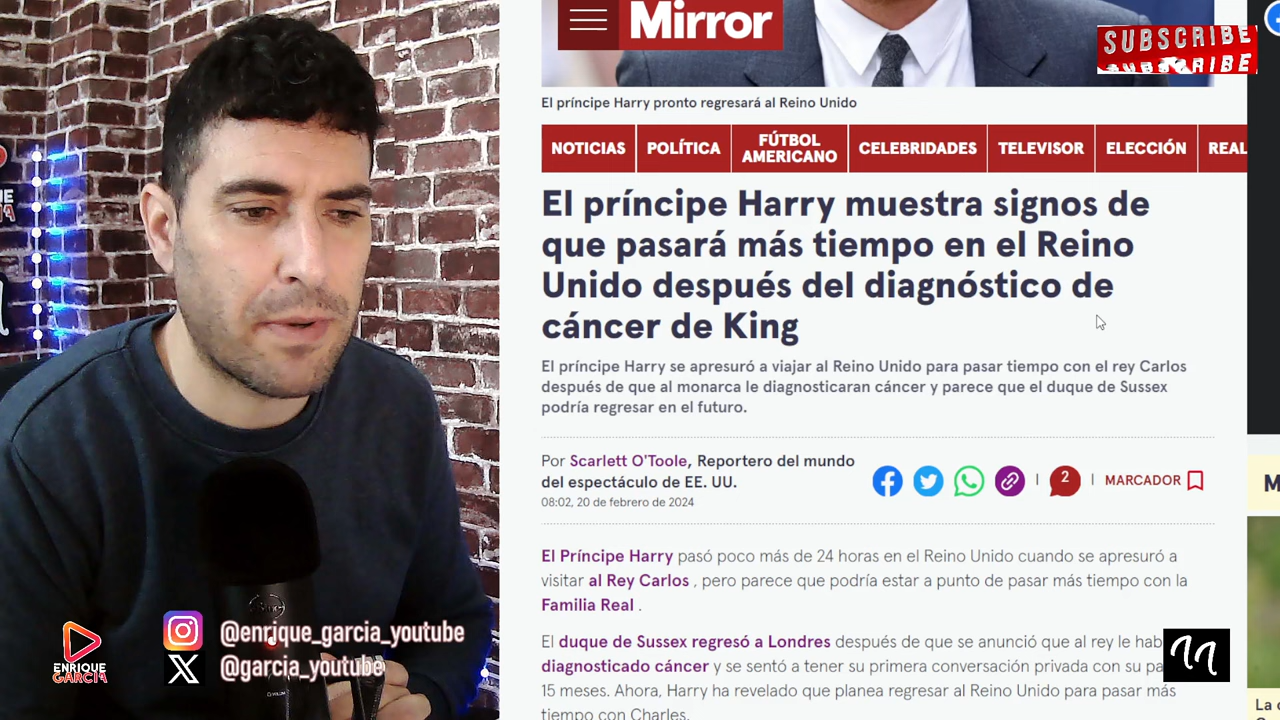 Mirror
SUBSCRIBE
El príncipe Harry pronto regresará al Reino Unido
NOTICIAS
POLÍTICA
FÚTBOL
AMERICANO
CELEBRIDADES
TELEVISOR
ELECCIÓN
REAL
El príncipe Harry muestra signos de
que pasará más tiempo en el Reino
Unido después del diagnóstico de
cáncer de King
El príncipe Harry se apresuró a viajar al Reino Unido para pasar tiempo con el rey Carlos
después de que al monarca le diagnosticaran cáncer y parece que el duque de Sussex
podría regresar en el futuro.
Por Scarlett O'Toole, Reportero del mundo
del espectáculo de EE. UU.
08:02, 20 de febrero de 2024
2
MARCADOR
El Príncipe Harry pasó poco más de 24 horas en el Reino Unido cuando se apresuró a
visitar al Rey Carlos , pero parece que podría estar a punto de pasar más tiempo con la
Familia Real .
El duque de Sussex regresó a Londres después de que se anunció que al rey le hab
diagnosticado cáncer y se sentó a tener su primera conversación privada con su pa
15 meses. Ahora, Harry ha revelado que planea regresar al Reino Unido para pasar más
tiempo con Charles.
M
La c
@enrique_garcia_youtube
@garcia_youtube
ENRIQUE
GARCIA